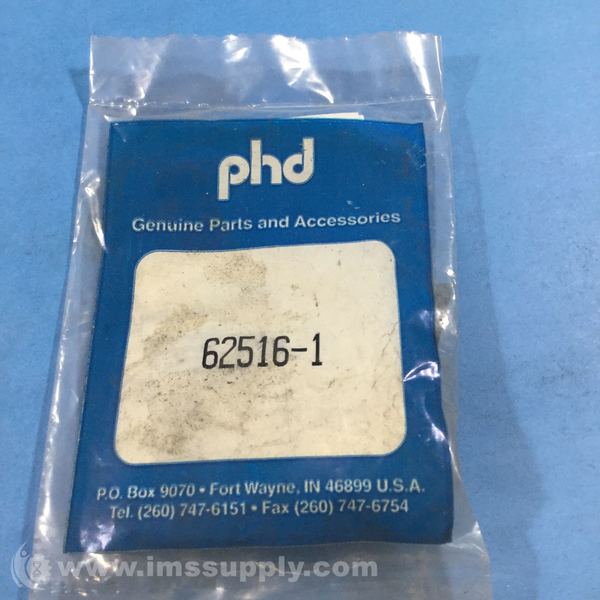 phd
Genuine Parts and Accessories
62516-1
P.O. Box 9070 • Fort Wayne, IN 46899 U.S.A.
Tel. (260) 747-6151 • Fax (260) 747-6754
www.imssupply.com